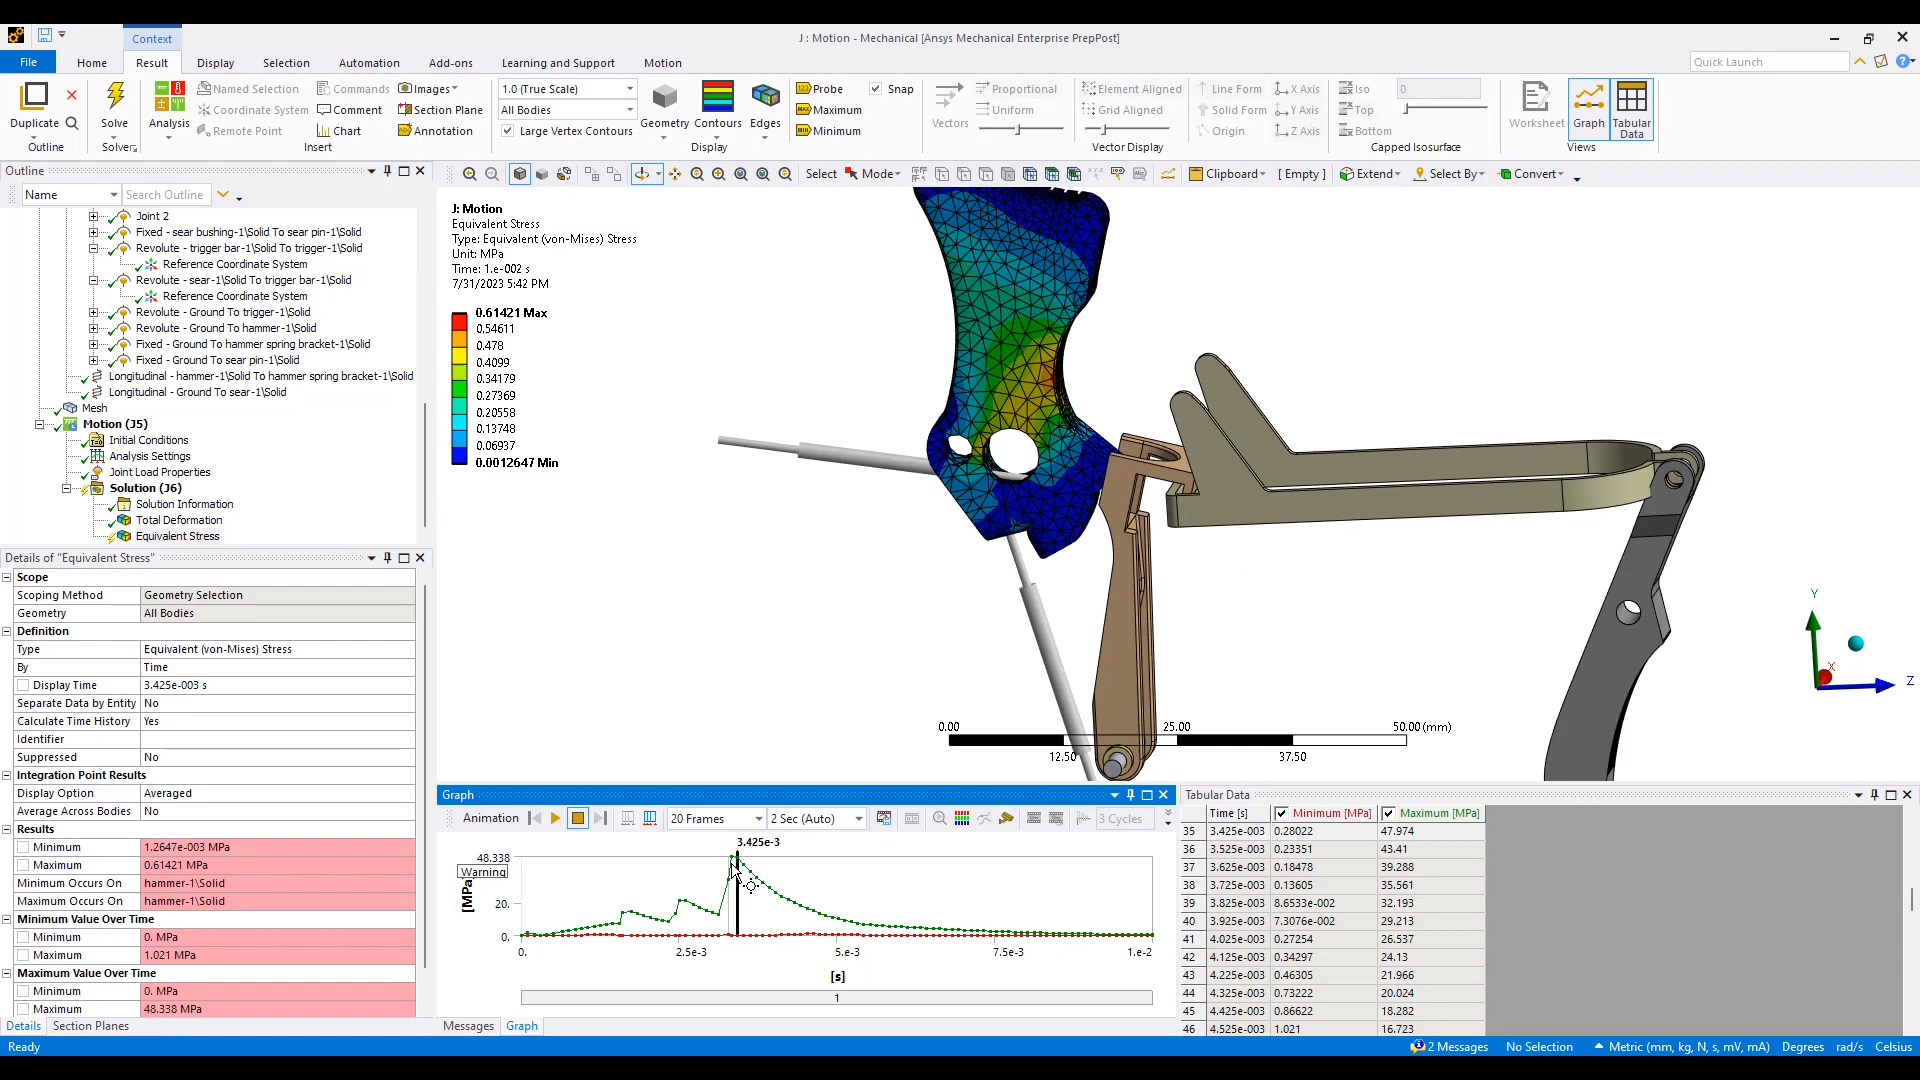 Context
J : Motion - Mechanical [Ansys Mechanical Enterprise PrepPost]
File Home Result Display Selection Automation Add-ons Learning and Support Motion
Quick Launch
Duplicate
Outline
Solve
Solver
Analysis
Named Selection
Coordinate System
Remote Point
Commands
Comment
Chart
Images
Section Plane
Annotation
Insert
1.0 (True Scale)
All Bodies
Large Vertex Contours
Geometry
Contours
Edges
Display
Probe
Maximum
Minimum
Snap
Vectors
Proportional
Uniform
Element Aligned
Grid Aligned
Line Form
Solid Form
Origin
X Axis
Y Axis
Z Axis
Vector Display
Iso
Top
Bottom
0
Capped Isosurface
Worksheet
Graph
Tabular
Data
Views
Outline
Name
Search Outline
Select Mode Clipboard [ Empty ] Extend Select By Convert
Joint 2
Fixed - sear bushing-1\Solid To sear pin-1\Solid
Revolute - trigger bar-1\Solid To trigger-1\Solid
Reference Coordinate System
Revolute - sear-1\Solid To trigger bar-1\Solid
Reference Coordinate System
Revolute - Ground To trigger-1\Solid
Revolute - Ground To hammer-1\Solid
Fixed - Ground To hammer spring bracket-1\Solid
Fixed - Ground To sear pin-1\Solid
Longitudinal - hammer-1\Solid To hammer spring bracket-1\Solid
Longitudinal - Ground To sear-1\Solid
Mesh
Motion (J5)
Initial Conditions
Analysis Settings
Joint Load Properties
Solution (J6)
Solution Information
Total Deformation
Equivalent Stress
J: Motion
Equivalent Stress
Type: Equivalent (von-Mises) Stress
Unit: MPa
Time: 1.e-002 s
7/31/2023 5:42 PM
0.61421 Max
0.54611
0.478
0.4099
0.34179
0.27369
0.20558
0.13748
0.06937
0.0012647 Min
0.00 25.00 50.00 (mm)
12.50 37.50
Y
X
Z
Details of "Equivalent Stress"
Scope
Scoping Method Geometry Selection
Geometry All Bodies
Definition
Type Equivalent (von-Mises) Stress
By Time
Display Time 3.425e-003 s
Separate Data by Entity No
Calculate Time History Yes
Identifier
Suppressed No
Integration Point Results
Display Option Averaged
Average Across Bodies No
Results
Minimum 1.2647e-003 MPa
Maximum 0.61421 MPa
Minimum Occurs On hammer-1\Solid
Maximum Occurs On hammer-1\Solid
Minimum Value Over Time
Minimum 0. MPa
Maximum 1.021 MPa
Maximum Value Over Time
Minimum 0. MPa
Maximum 48.338 MPa
Details Section Planes
Graph
Animation 20 Frames 2 Sec (Auto) 3 Cycles
3.425e-3
48.338
Warning
[MPa
20.
0.
0. 2.5e-3 5.e-3 7.5e-3 1.e-2
[s]
1
Messages Graph
Tabular Data
Time [s] Minimum [MPa] Maximum [MPa]
35 3.425e-003 0.28022 47.974
36 3.525e-003 0.23351 43.41
37 3.625e-003 0.18478 39.288
38 3.725e-003 0.13605 35.561
39 3.825e-003 8.6533e-002 32.193
40 3.925e-003 7.3076e-002 29.213
41 4.025e-003 0.27254 26.537
42 4.125e-003 0.34297 24.13
43 4.225e-003 0.46305 21.966
44 4.325e-003 0.73222 20.024
45 4.425e-003 0.86622 18.282
46 4.525e-003 1.021 16.723
Ready
2 Messages No Selection Metric (mm, kg, N, s, mV, mA) Degrees rad/s Celsius